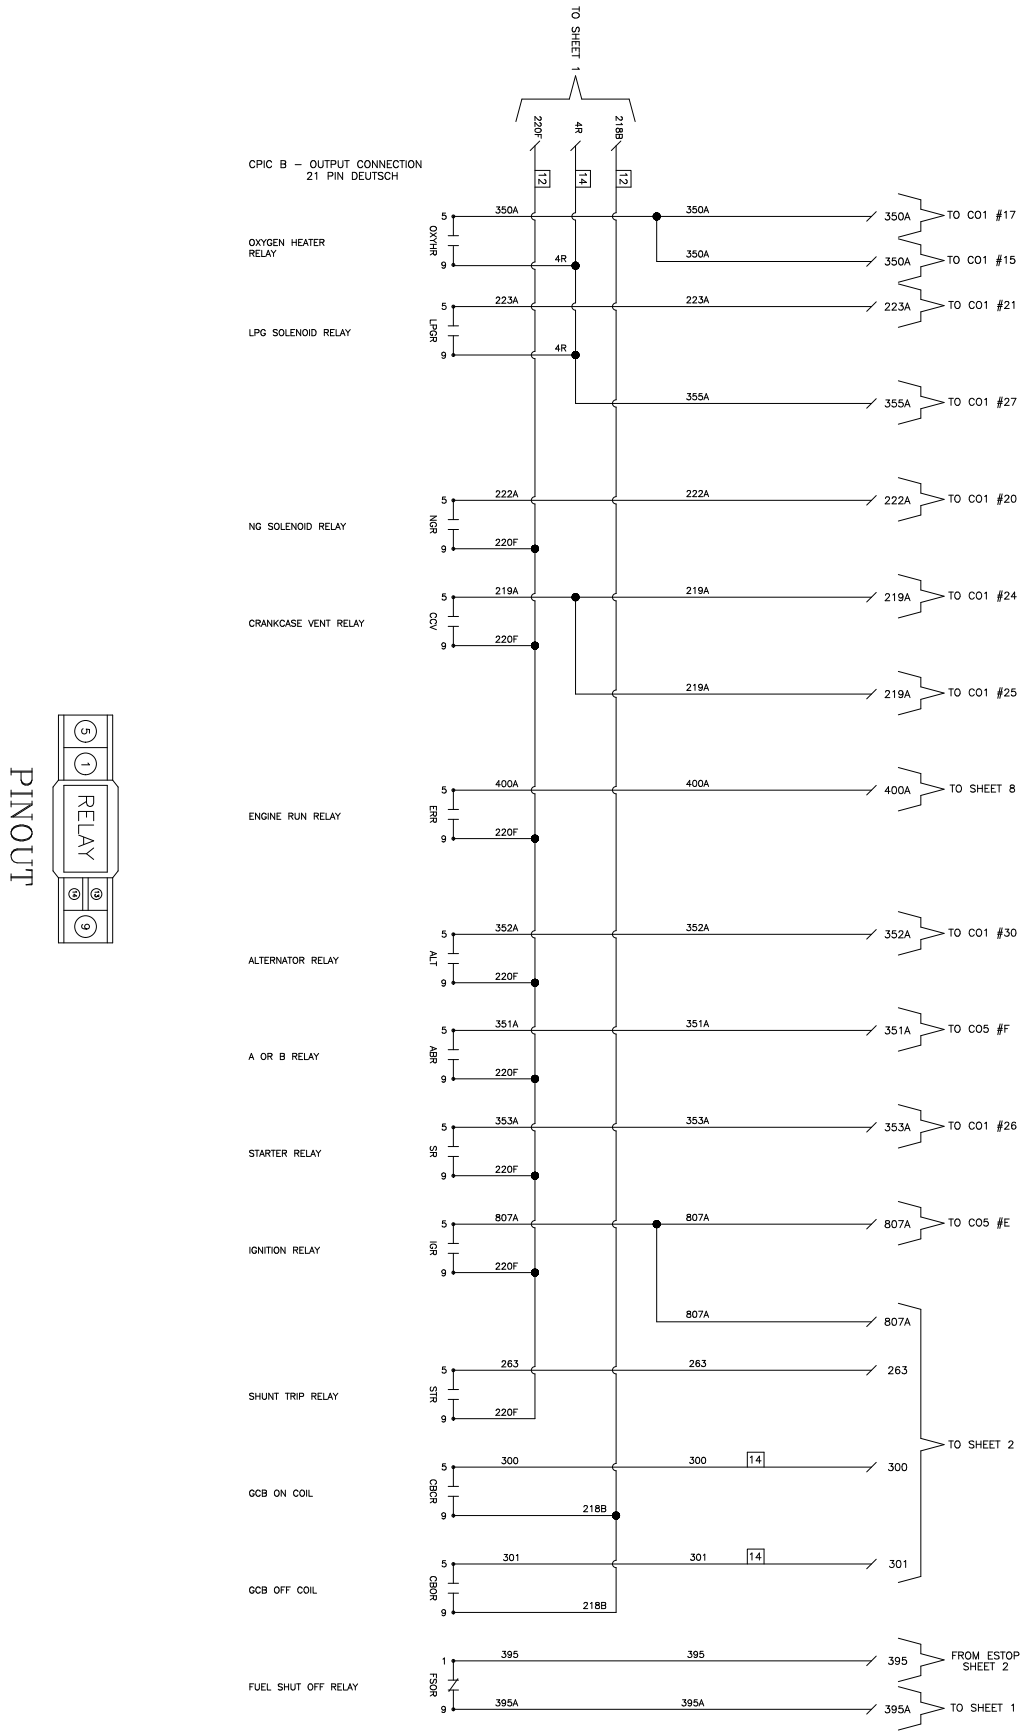 TO SHEET 1
220F
4R
218B
CPIC B – OUTPUT CONNECTION
21 PIN DEUTSCH
12
14
12
OXYGEN HEATER
RELAY
5
OXYHR
9
350A
350A
350A
TO CO1 #17
4R
350A
350A
TO CO1 #15
LPG SOLENOID RELAY
5
LPGR
9
223A
223A
223A
TO CO1 #21
4R
355A
355A
TO CO1 #27
NG SOLENOID RELAY
5
NGR
9
222A
222A
222A
TO CO1 #20
220F
CRANKCASE VENT RELAY
5
CCV
9
219A
219A
219A
TO CO1 #24
220F
219A
219A
TO CO1 #25
ENGINE RUN RELAY
5
ERR
9
400A
400A
400A
TO SHEET 8
220F
ALTERNATOR RELAY
5
ALT
9
352A
352A
352A
TO CO1 #30
220F
A OR B RELAY
5
ABR
9
351A
351A
351A
TO CO5 #F
220F
STARTER RELAY
5
SR
9
353A
353A
353A
TO CO1 #26
220F
IGNITION RELAY
5
IGR
9
807A
807A
807A
TO CO5 #E
220F
807A
807A
SHUNT TRIP RELAY
5
STR
9
263
263
263
220F
TO SHEET 2
GCB ON COIL
5
CBCR
9
300
300
14
300
218B
GCB OFF COIL
5
CBOR
9
301
301
14
301
218B
FUEL SHUT OFF RELAY
1
FSOR
9
395
395
395
FROM ESTOP
SHEET 2
395A
395A
395A
TO SHEET 1
5
1
RELAY
14
13
9
PINOUT